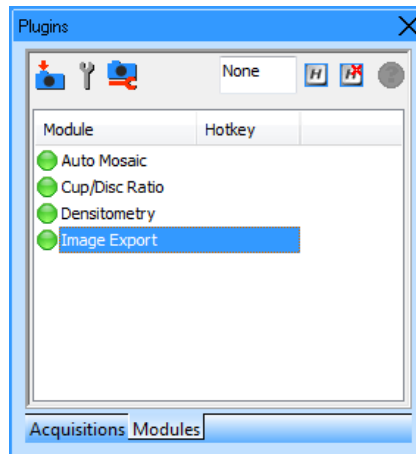 Plugins
None
H H
Module Hotkey
Auto Mosaic
Cup/Disc Ratio
Densitometry
Image Export
Acquisitions Modules